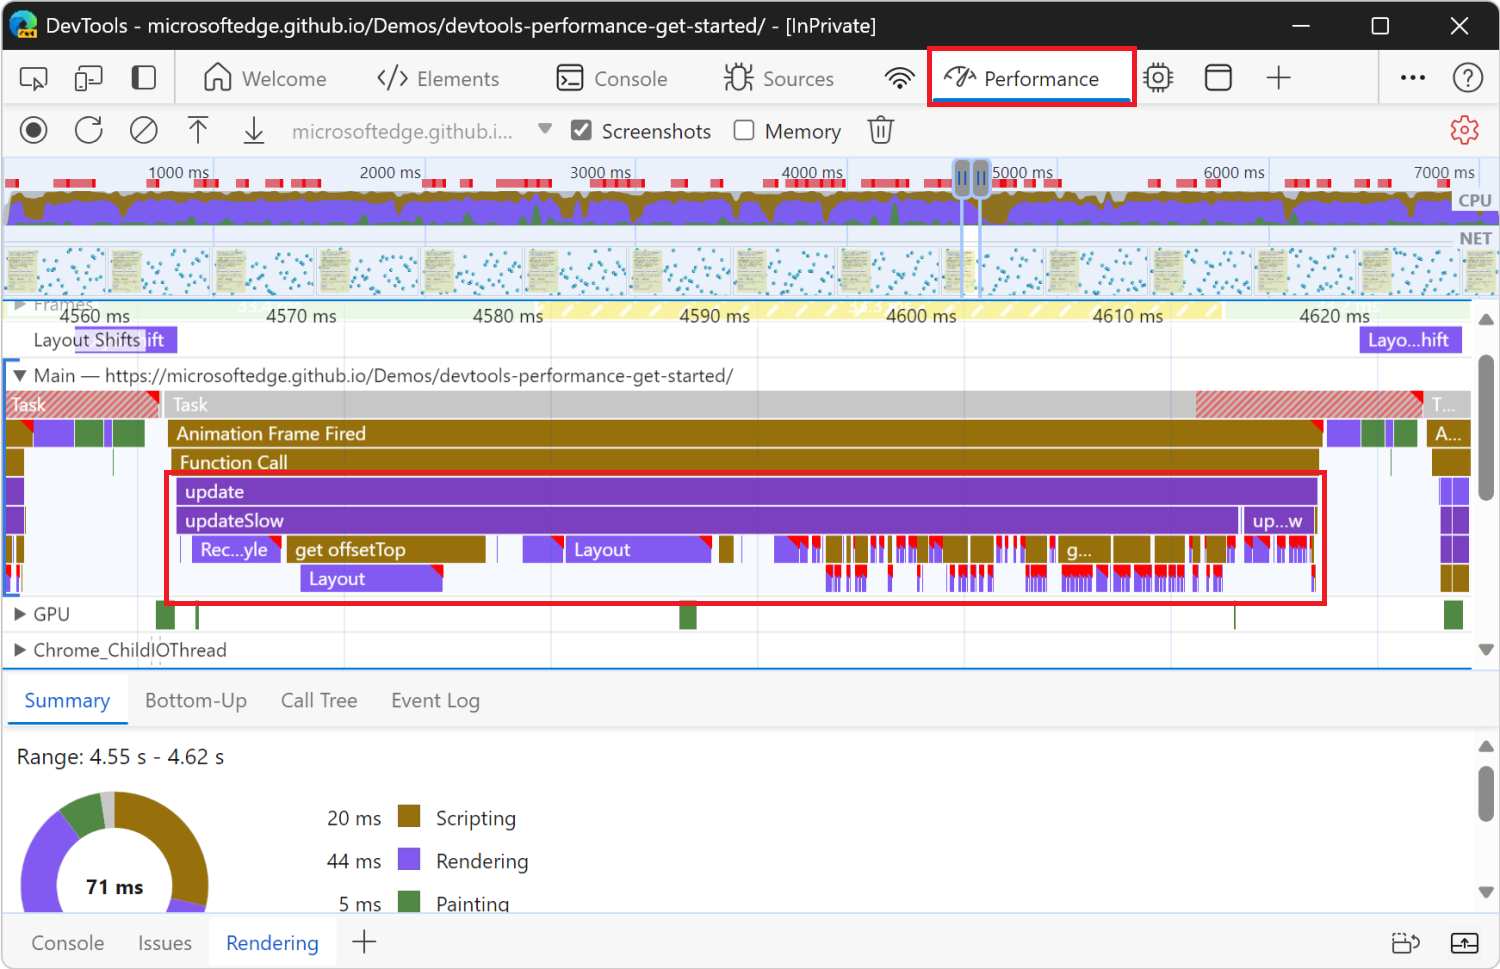 DevTools - microsoftedge.github.io/Demos/devtools-performance-get-started/ - [InPrivate]
Welcome </> Elements Console Sources Performance
microsoftedge.github.i... Screenshots Memory
1000 ms 2000 ms 3000 ms 4000 ms 5000 ms 6000 ms 7000 ms
CPU
NET
Frames
4560 ms 4570 ms 4580 ms 4590 ms 4600 ms 4610 ms 4620 ms
Layout Shifts ift Layo...hift
Main — https://microsoftedge.github.io/Demos/devtools-performance-get-started/
Task Task T...
Animation Frame Fired A...
Function Call
update
updateSlow up...w
Rec...yle get offsetTop Layout g...
Layout
GPU
Chrome_ChildIOThread
Summary Bottom-Up Call Tree Event Log
Range: 4.55 s - 4.62 s
20 ms Scripting
44 ms Rendering
71 ms
5 ms Painting
Console Issues Rendering